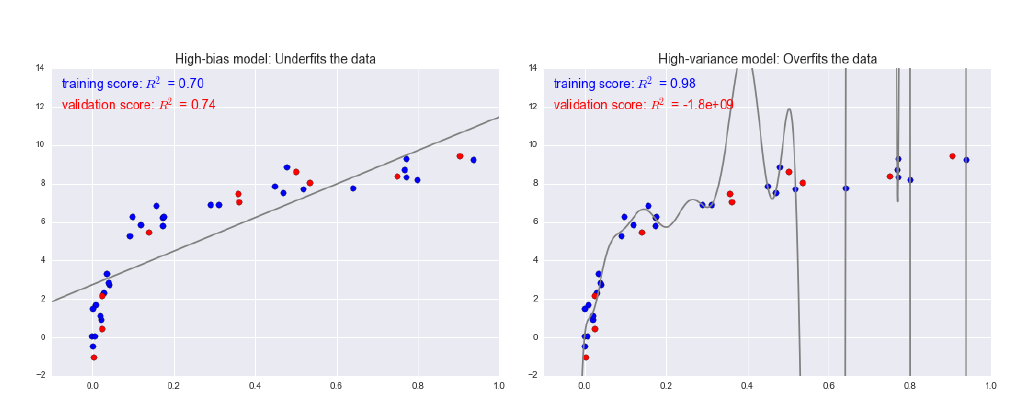 High-bias model: Underfits the data
training score: R² = 0.70
validation score: R² = 0.74
14
12
10
8
6
4
2
0
−2
0.0 0.2 0.4 0.6 0.8 1.0
High-variance model: Overfits the data
training score: R² = 0.98
validation score: R² = -1.8e+09
14
12
10
8
6
4
2
0
−2
0.0 0.2 0.4 0.6 0.8 1.0